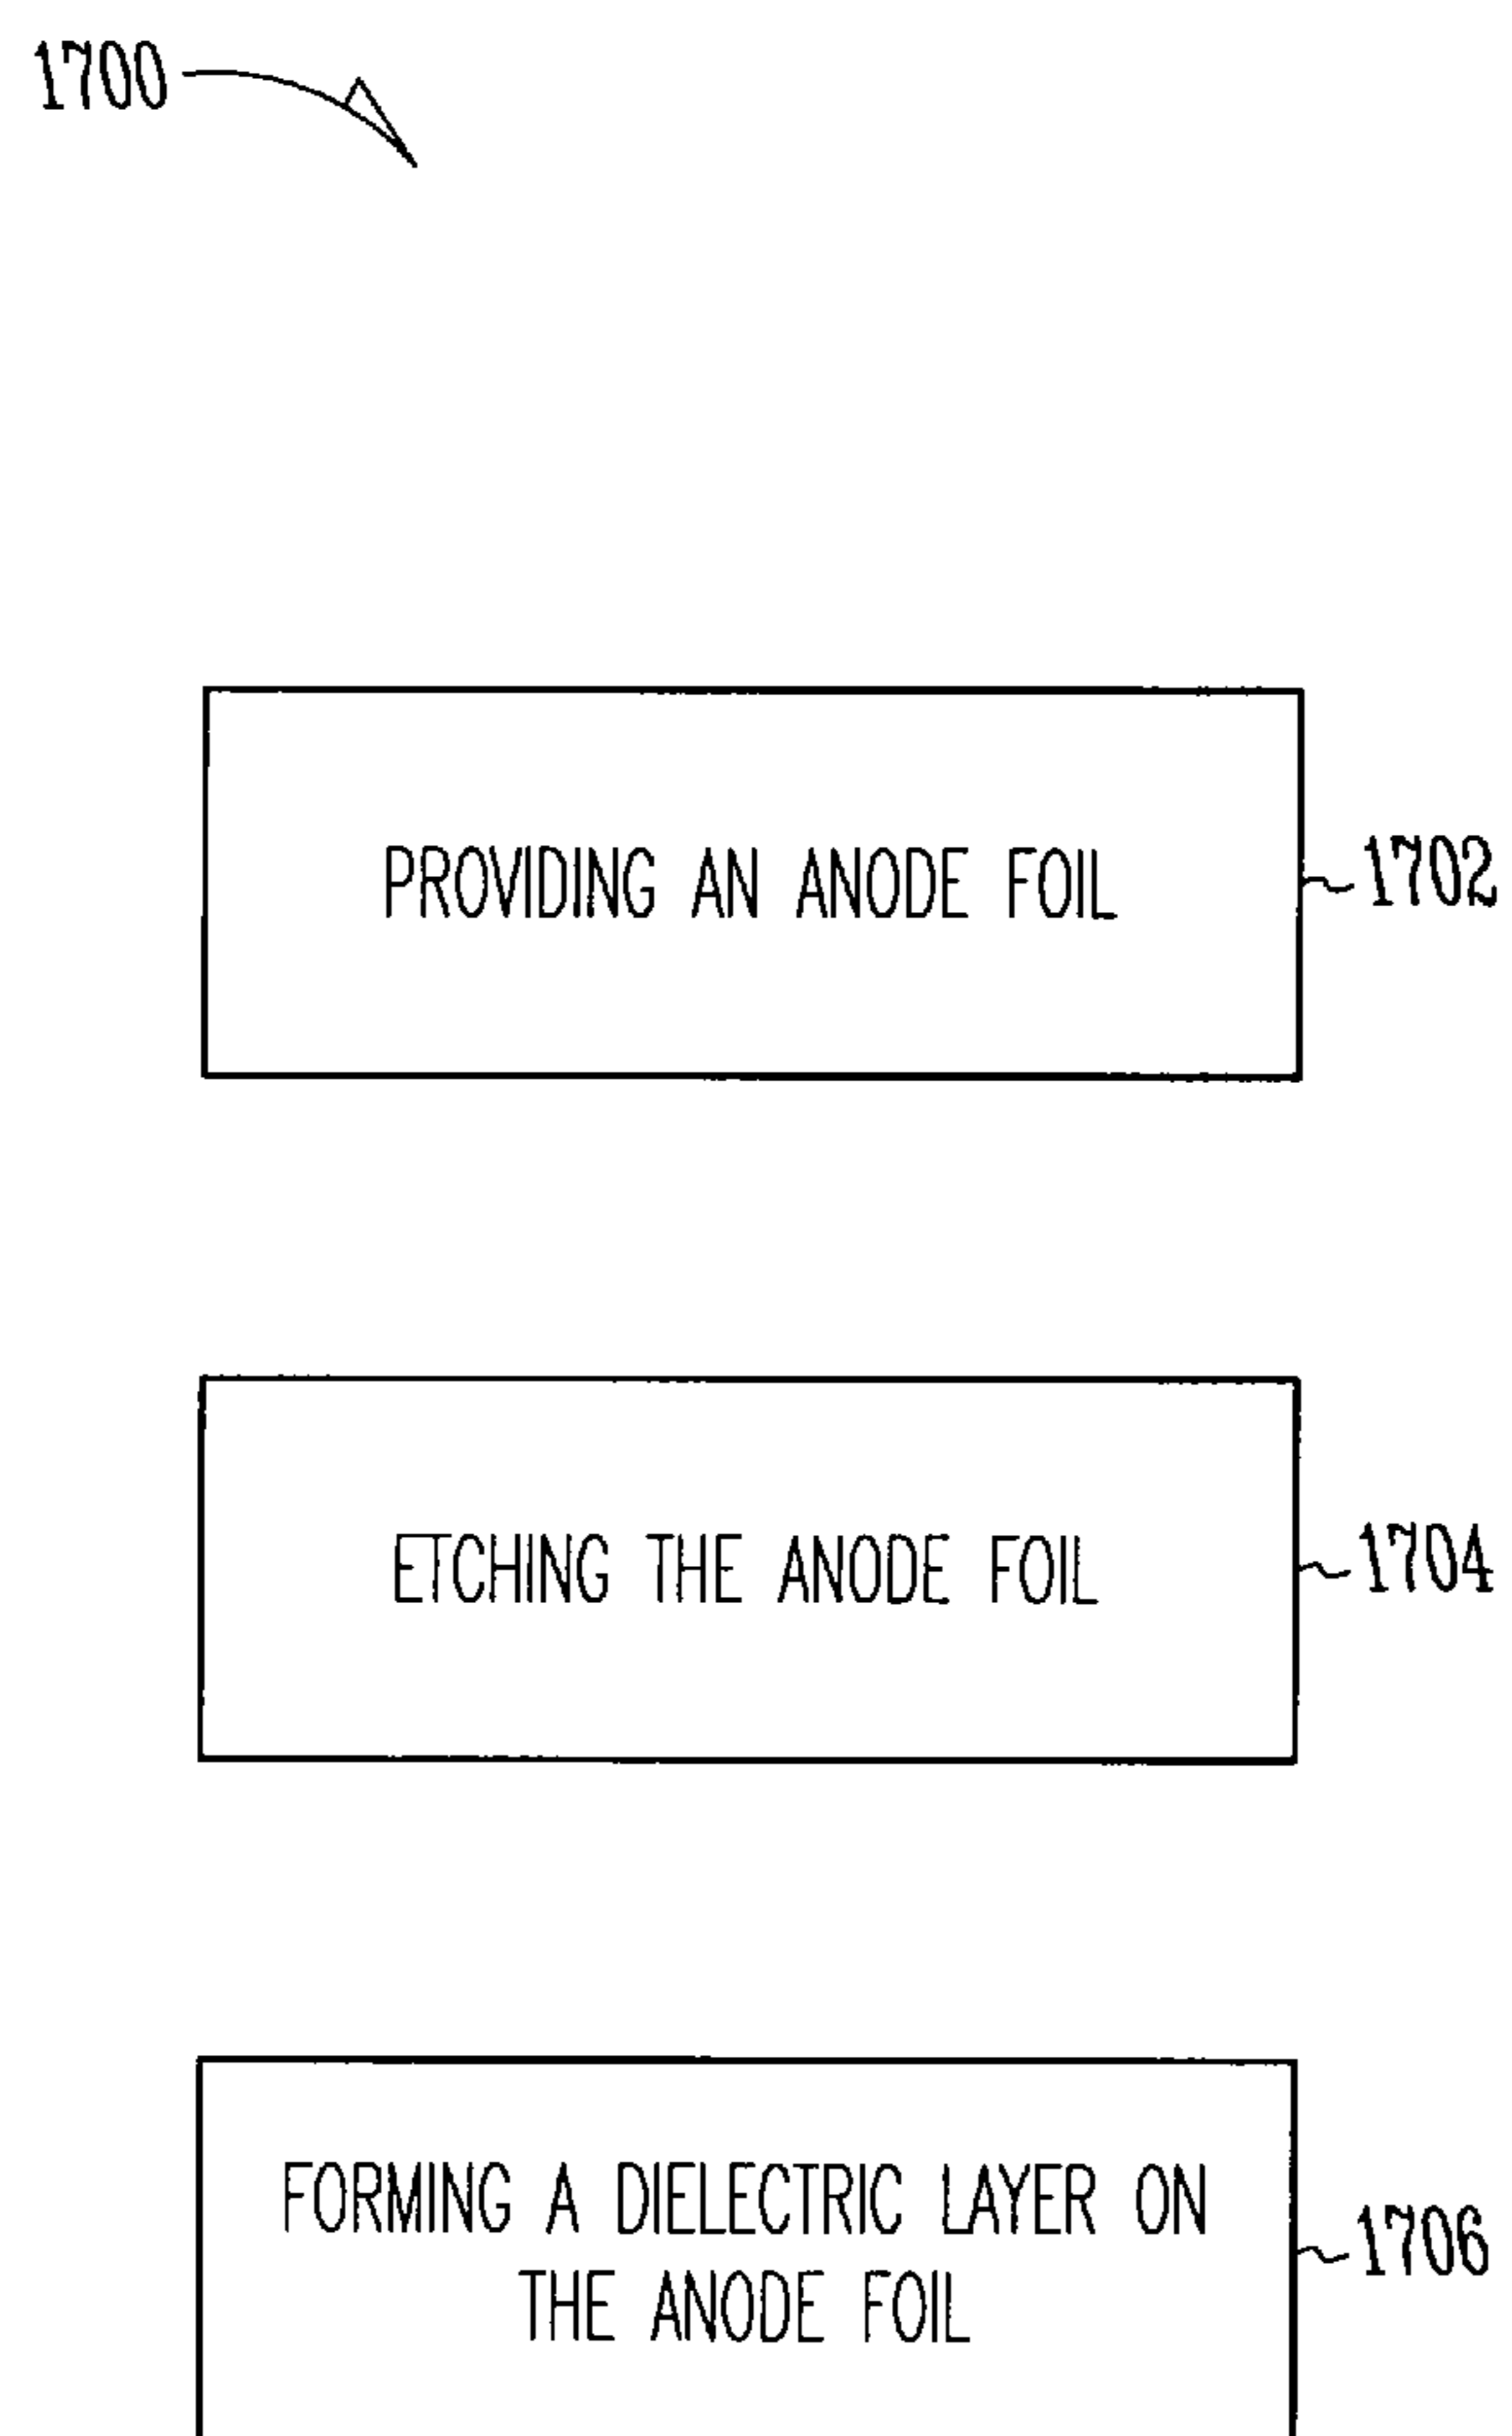 1700
PROVIDING AN ANODE FOIL
1702
ETCHING THE ANODE FOIL
1704
FORMING A DIELECTRIC LAYER ON
THE ANODE FOIL
1706